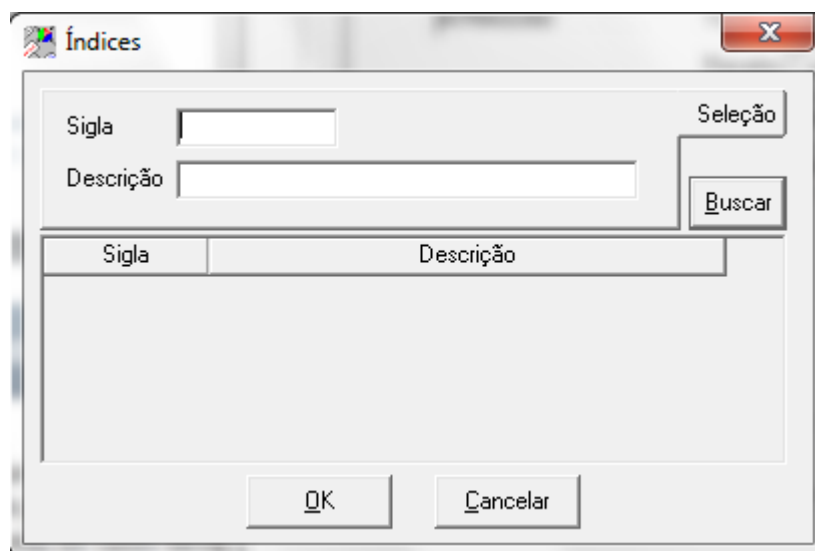 Índices
Sigla
Seleção
Descrição
Buscar
Sigla Descrição
OK Cancelar